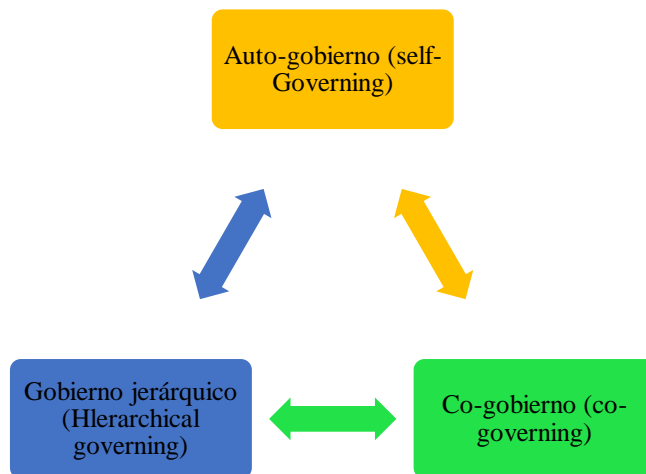 Auto-gobierno (self-
Governing)
Gobierno jerárquico
(HIerarchical
governing)
Co-gobierno (co-
governing)